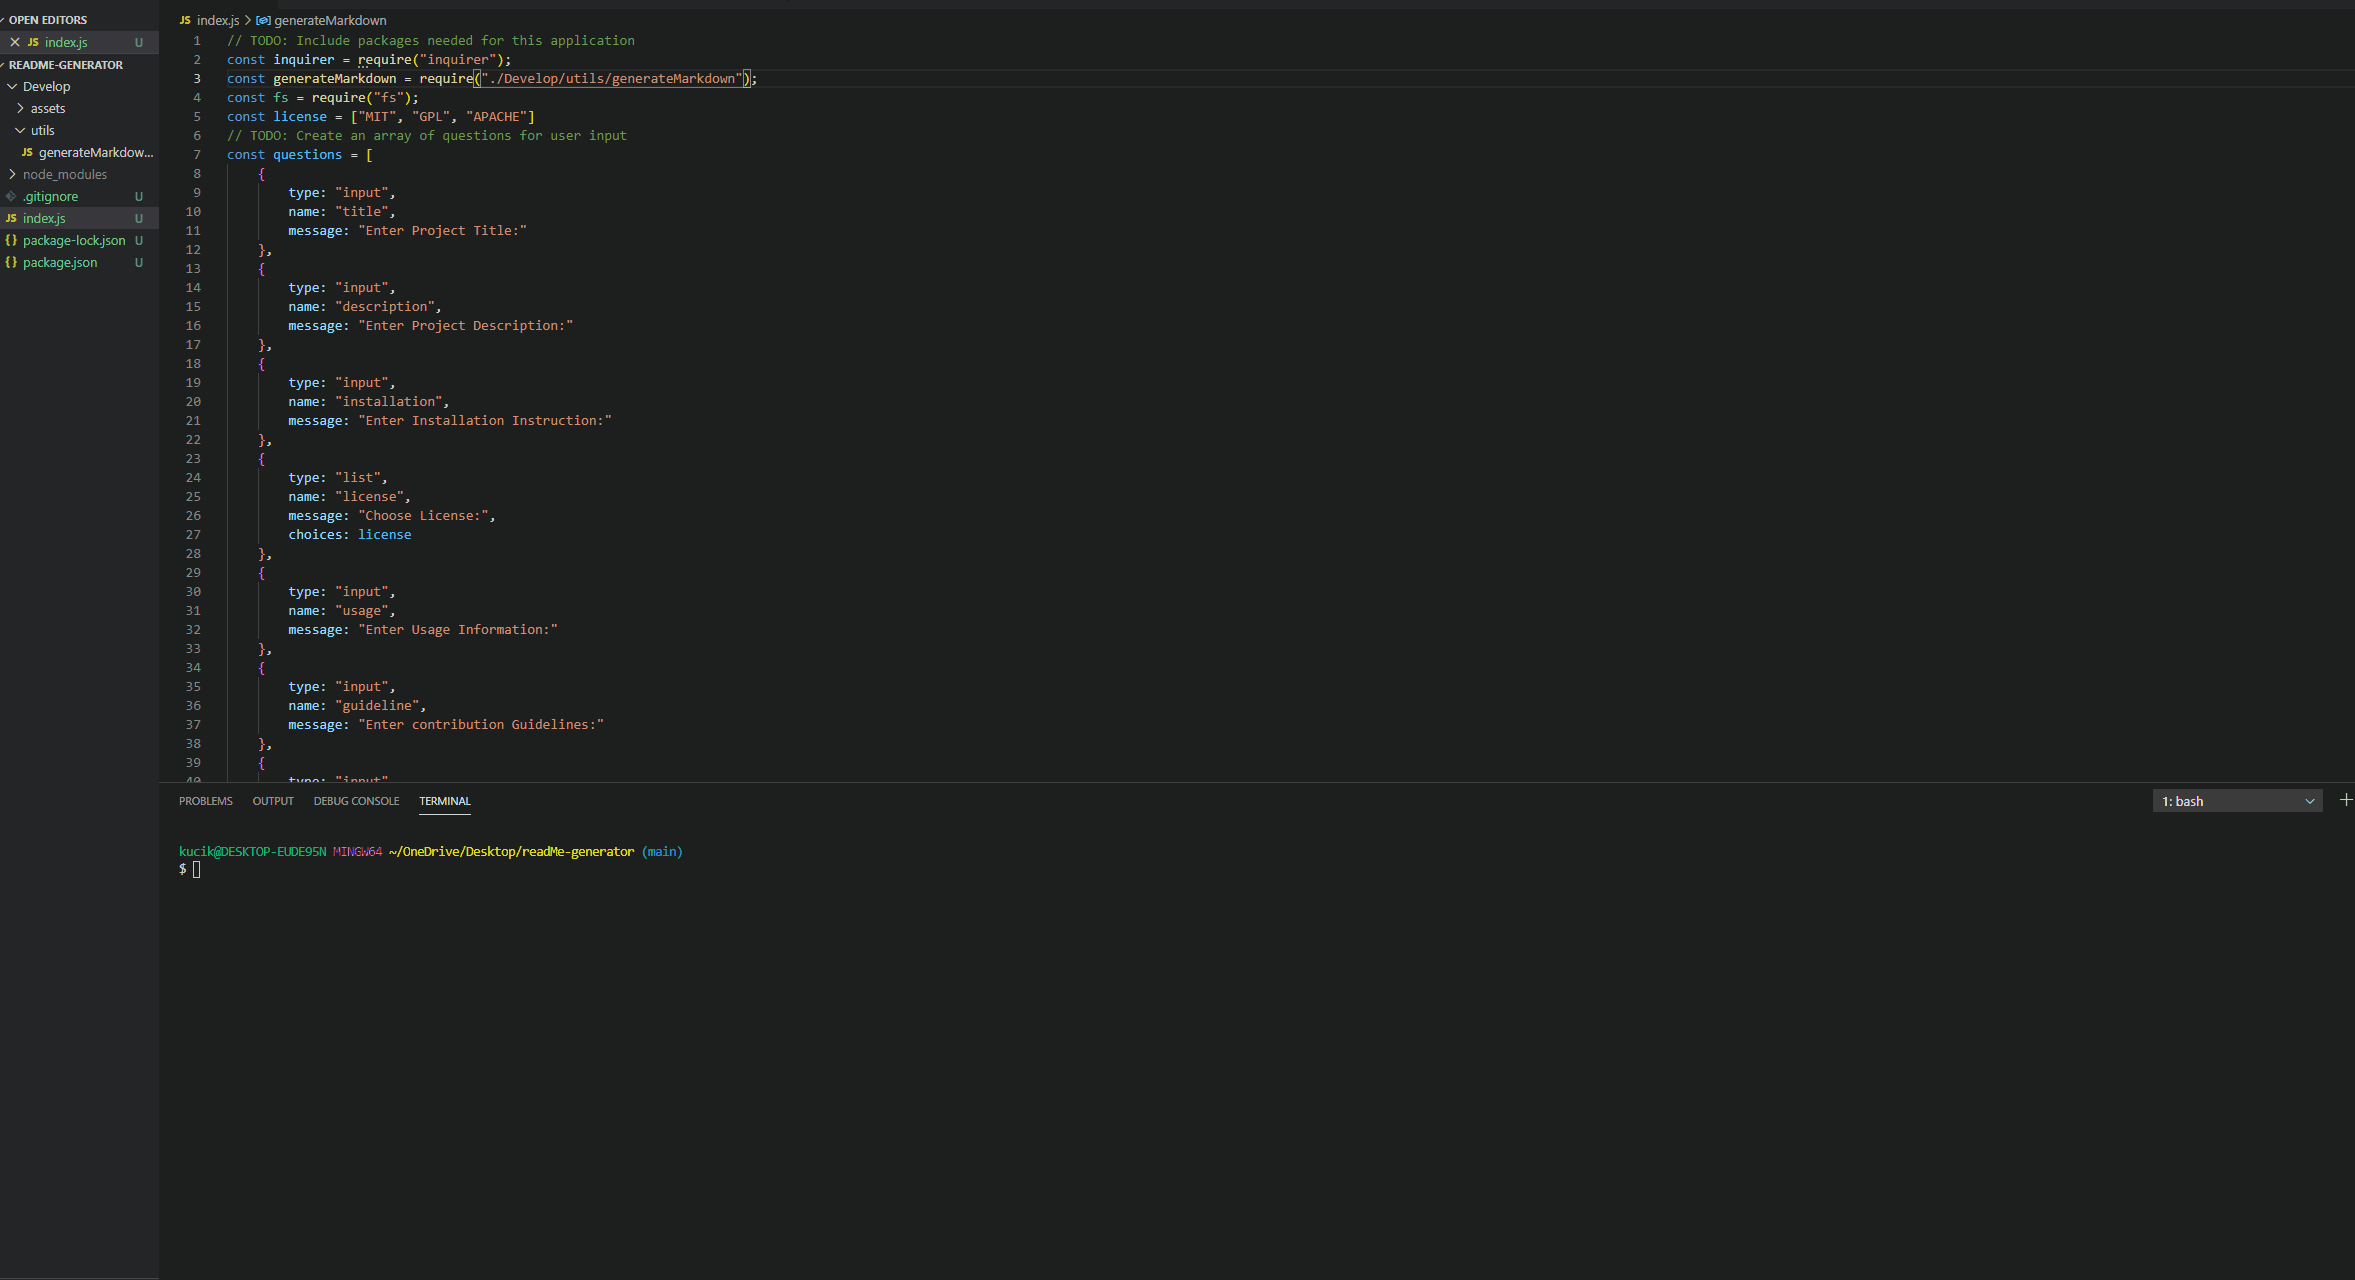 OPEN EDITORS
JS index.js U
README-GENERATOR
Develop
assets
utils
JS generateMarkdow...
node_modules
.gitignore U
JS index.js U
{} package-lock.json U
{} package.json U
JS index.js > generateMarkdown
1 // TODO: Include packages needed for this application
2 const inquirer = require("inquirer");
3 const generateMarkdown = require("./Develop/utils/generateMarkdown");
4 const fs = require("fs");
5 const license = ["MIT", "GPL", "APACHE"]
6 // TODO: Create an array of questions for user input
7 const questions = [
8 {
9 type: "input",
10 name: "title",
11 message: "Enter Project Title:"
12 },
13 {
14 type: "input",
15 name: "description",
16 message: "Enter Project Description:"
17 },
18 {
19 type: "input",
20 name: "installation",
21 message: "Enter Installation Instruction:"
22 },
23 {
24 type: "list",
25 name: "license",
26 message: "Choose License:",
27 choices: license
28 },
29 {
30 type: "input",
31 name: "usage",
32 message: "Enter Usage Information:"
33 },
34 {
35 type: "input",
36 name: "guideline",
37 message: "Enter contribution Guidelines:"
38 },
39 {
40 type: "input"
PROBLEMS OUTPUT DEBUG CONSOLE TERMINAL 1: bash
kucik@DESKTOP-EUDE95N MINGW64 ~/OneDrive/Desktop/readMe-generator (main)
$